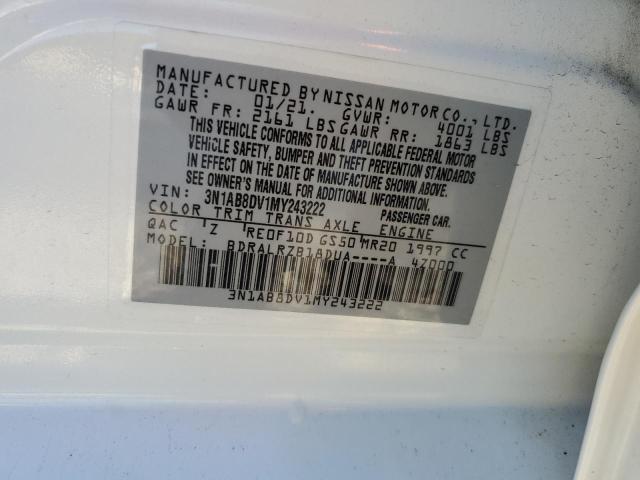 MANUFACTURED BY NISSAN MOTOR CO., LTD.
DATE: 01/21. GVWR: 4001 LBS
GAWR FR: 2161 LBS GAWR RR: 1863 LBS
THIS VEHICLE CONFORMS TO ALL APPLICABLE FEDERAL MOTOR
VEHICLE SAFETY, BUMPER AND THEFT PREVENTION STANDARDS
IN EFFECT ON THE DATE OF MANUFACTURE SHOWN ABOVE.
SEE OWNER'S MANUAL FOR ADDITIONAL INFORMATION.
VIN: 3N1AB8DV1MY243222 PASSENGER CAR.
COLOR TRIM TRANS AXLE ENGINE
QAC Z RE0F10D GS50 MR20 1997 CC
MODEL: BDRALRZB18DUA----A 4Z000
3N1AB8DV1MY243222